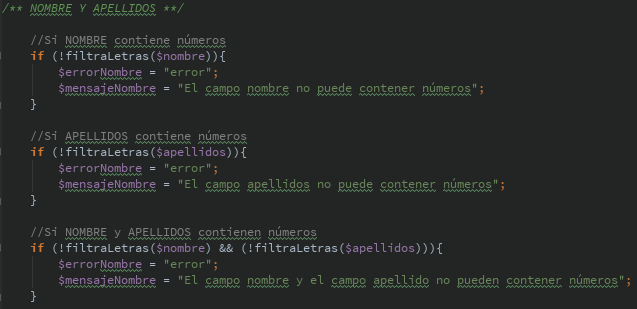 /** NOMBRE Y APELLIDOS **/
//Si NOMBRE contiene números
if (!filtraLetras($nombre)){
$errorNombre = "error";
$mensajeNombre = "El campo nombre no puede contener números";
}
//Si APELLIDOS contiene números
if (!filtraLetras($apellidos)){
$errorNombre = "error";
$mensajeNombre = "El campo apellidos no puede contener números";
}
//Si NOMBRE y APELLIDOS contienen números
if (!filtraLetras($nombre) && (!filtraLetras($apellidos))){
$errorNombre = "error";
$mensajeNombre = "El campo nombre y el campo apellido no pueden contener números";
}